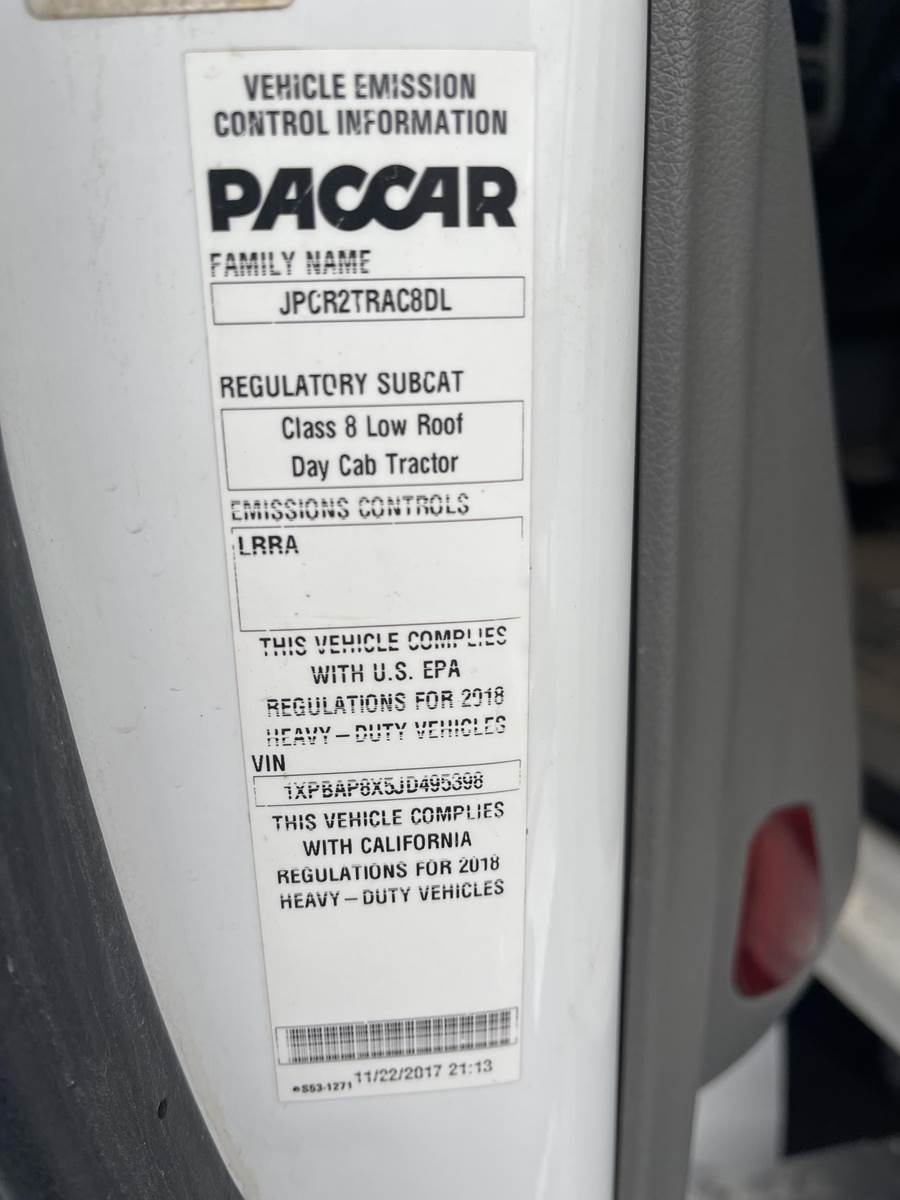 VEHICLE EMISSION
CONTROL INFORMATION
PACCAR
FAMILY NAME
JPCR2TRAC8DL
REGULATORY SUBCAT
Class 8 Low Roof
Day Cab Tractor
EMISSIONS CONTROLS
LRRA
THIS VEHICLE COMPLIES
WITH U.S. EPA
REGULATIONS FOR 2018
HEAVY-DUTY VEHICLES
VIN
1XPBAP8X5JD495398
THIS VEHICLE COMPLIES
WITH CALIFORNIA
REGULATIONS FOR 2018
HEAVY-DUTY VEHICLES
S53-1271 11/22/2017 21:13